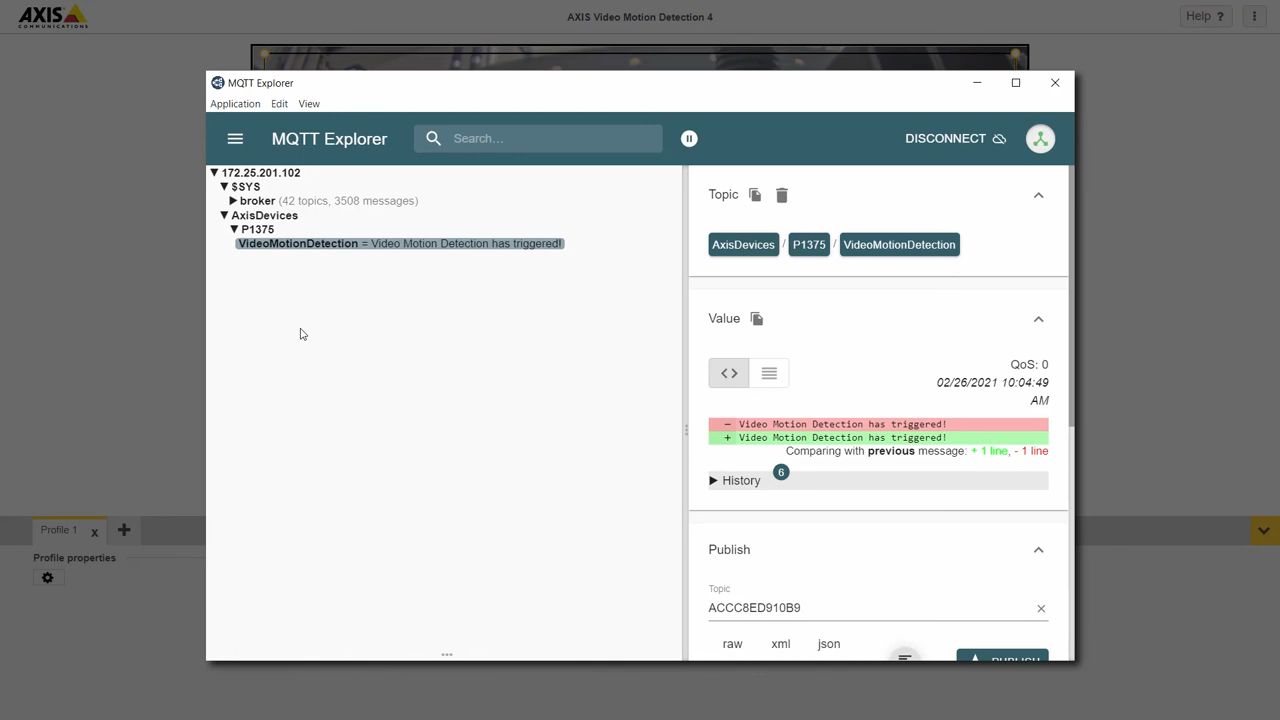 AXIS
COMMUNICATIONS
AXIS Video Motion Detection 4
Help ?
MQTT Explorer
Application Edit View
MQTT Explorer
Search...
DISCONNECT
172.25.201.102
$SYS
broker (42 topics, 3508 messages)
AxisDevices
P1375
VideoMotionDetection = Video Motion Detection has triggered!
Topic
AxisDevices / P1375 / VideoMotionDetection
Value
QoS: 0
02/26/2021 10:04:49
AM
- Video Motion Detection has triggered!
+ Video Motion Detection has triggered!
Comparing with previous message: + 1 line, - 1 line
History 6
Publish
Topic
ACCC8ED910B9
raw xml json
PUBLISH
Profile 1 x
Profile properties